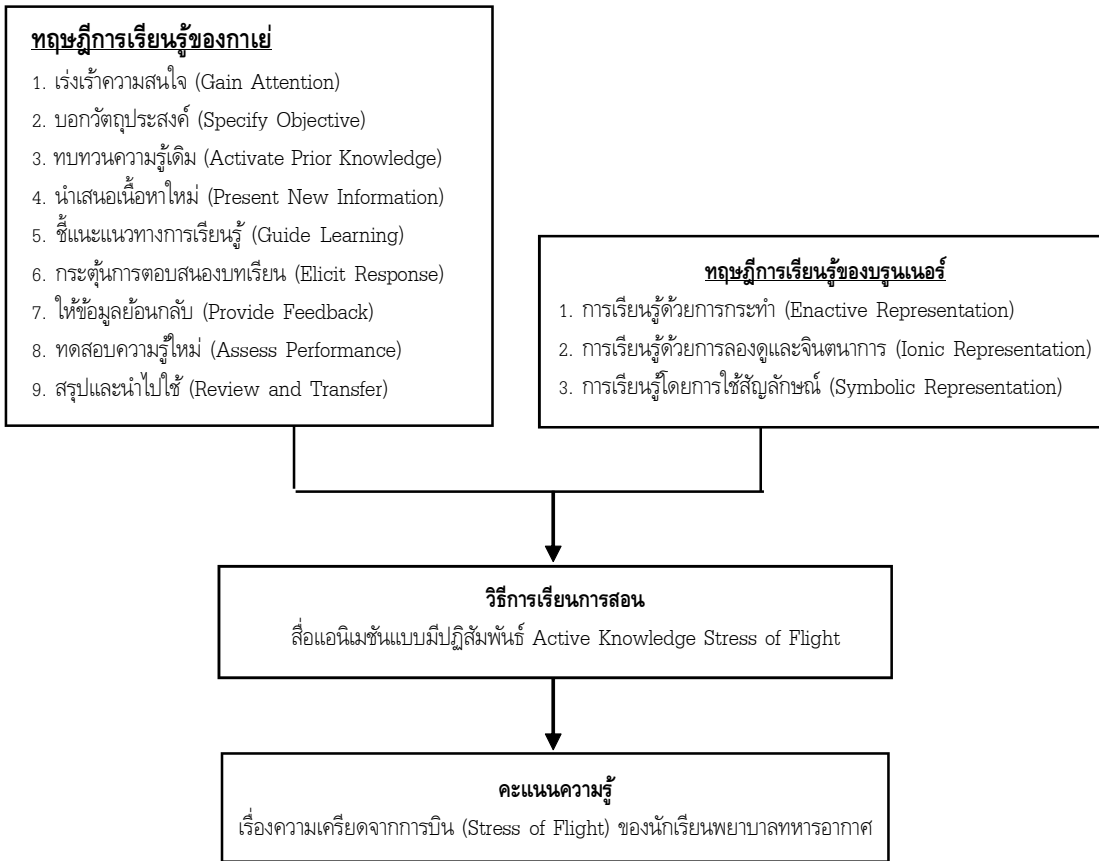 ทฤษฎีการเรียนรู้ของกาเย่
1. เร่งเร้าความสนใจ (Gain Attention)
2. บอกวัตถุประสงค์ (Specify Objective)
3. ทบทวนความรู้เดิม (Activate Prior Knowledge)
4. นำเสนอเนื้อหาใหม่ (Present New Information)
5. ชี้แนะแนวทางการเรียนรู้ (Guide Learning)
6. กระตุ้นการตอบสนองบทเรียน (Elicit Response)
7. ให้ข้อมูลย้อนกลับ (Provide Feedback)
8. ทดสอบความรู้ใหม่ (Assess Performance)
9. สรุปและนำไปใช้ (Review and Transfer)
ทฤษฎีการเรียนรู้ของบรูนเนอร์
1. การเรียนรู้ด้วยการกระทำ (Enactive Representation)
2. การเรียนรู้ด้วยการลองดูและจินตนาการ (Ionic Representation)
3. การเรียนรู้โดยการใช้สัญลักษณ์ (Symbolic Representation)
วิธีการเรียนการสอน
สื่อแอนิเมชันแบบมีปฏิสัมพันธ์ Active Knowledge Stress of Flight
คะแนนความรู้
เรื่องความเครียดจากการบิน (Stress of Flight) ของนักเรียนพยาบาลทหารอากาศ